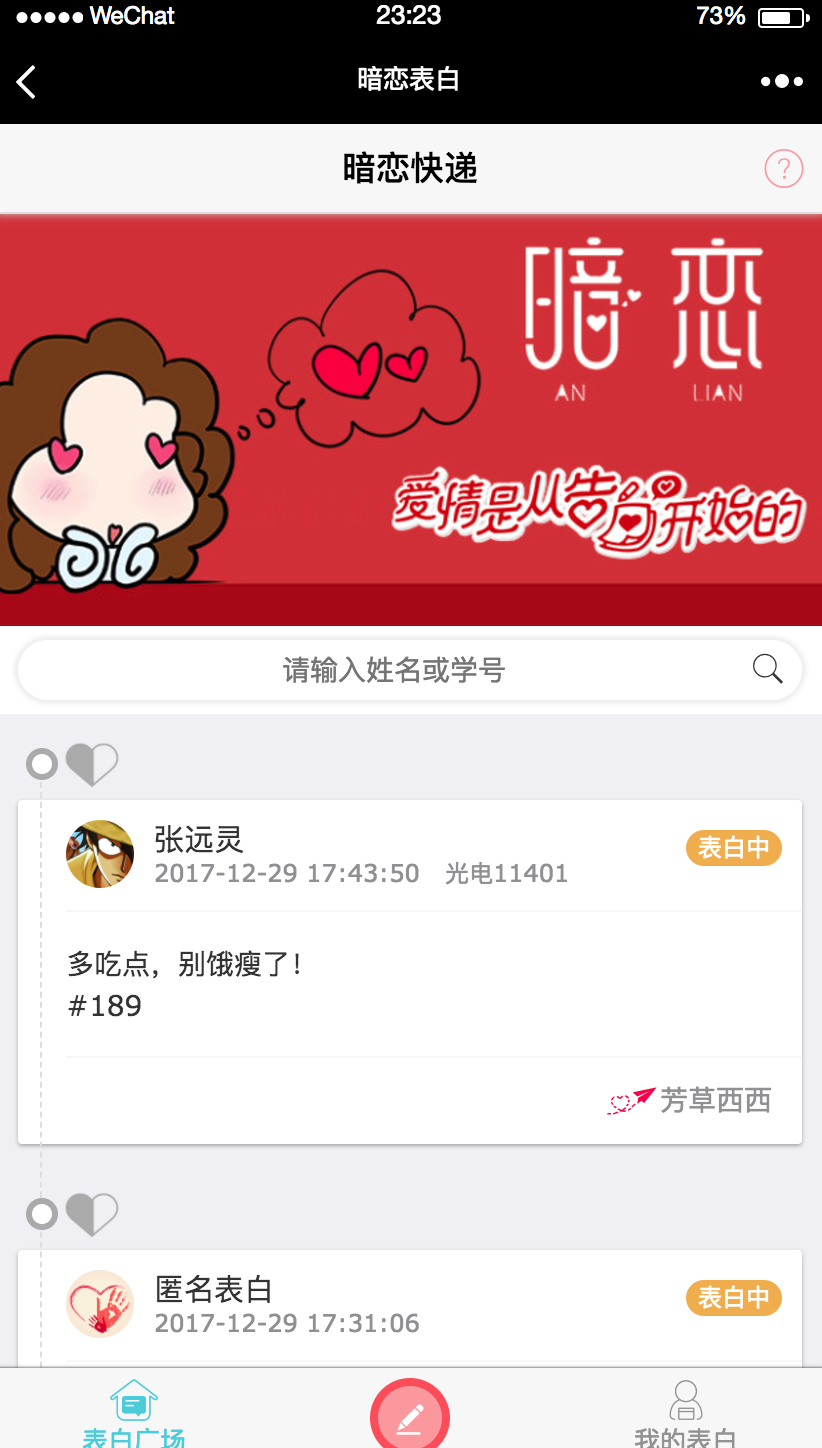 WeChat 23:23 73%
暗恋表白
暗恋快递
?
暗恋
AN LIAN
爱情是从告白开始的
请输入姓名或学号
张远灵
表白中
2017-12-29 17:43:50 光电11401
多吃点，别饿瘦了！
#189
芳草西西
匿名表白
表白中
2017-12-29 17:31:06
表白广场
我的表白